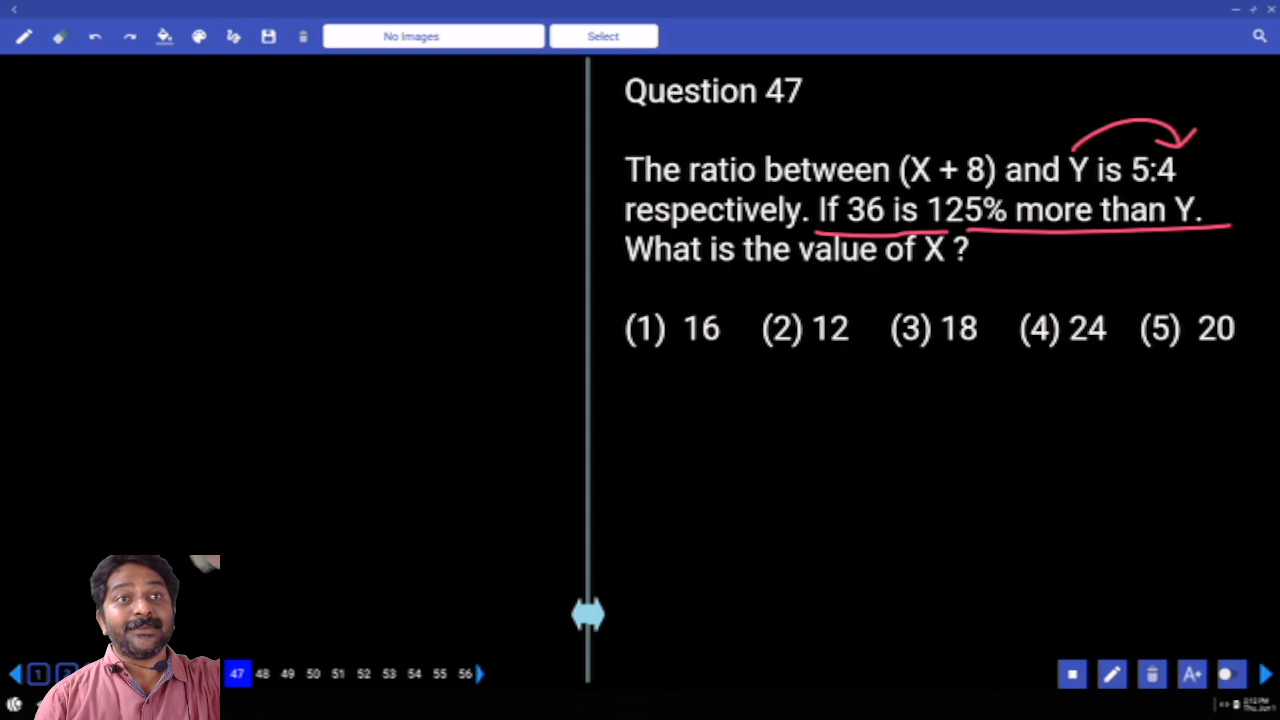 No Images
Select
Question 47
The ratio between (X + 8) and Y is 5:4
respectively. If 36 is 125% more than Y.
What is the value of X ?
(1) 16 (2) 12 (3) 18 (4) 24 (5) 20
1
47 48 49 50 51 52 53 54 55 56
A+